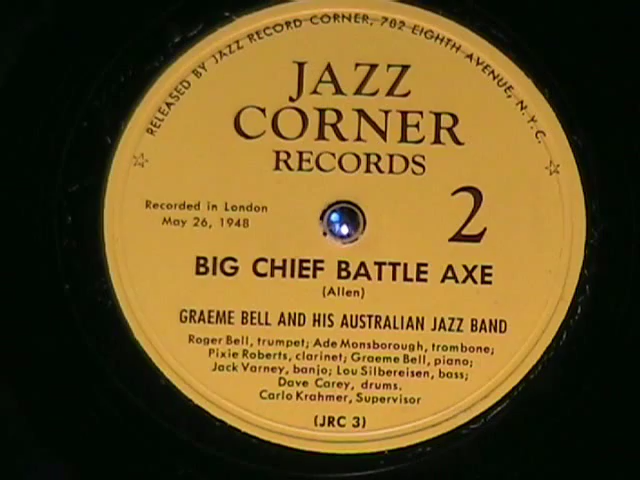 RELEASED BY JAZZ RECORD CORNER, 782 EIGHTH AVENUE, N.Y.C.
JAZZ
CORNER
RECORDS
Recorded in London
May 26, 1948
2
BIG CHIEF BATTLE AXE
(Allen)
GRAEME BELL AND HIS AUSTRALIAN JAZZ BAND
Roger Bell, trumpet; Ade Monsborough, trombone;
Pixie Roberts, clarinet; Graeme Bell, piano;
Jack Varney, banjo; Lou Silbereisen, bass;
Dave Carey, drums.
Carlo Krahmer, Supervisor
(JRC 3)